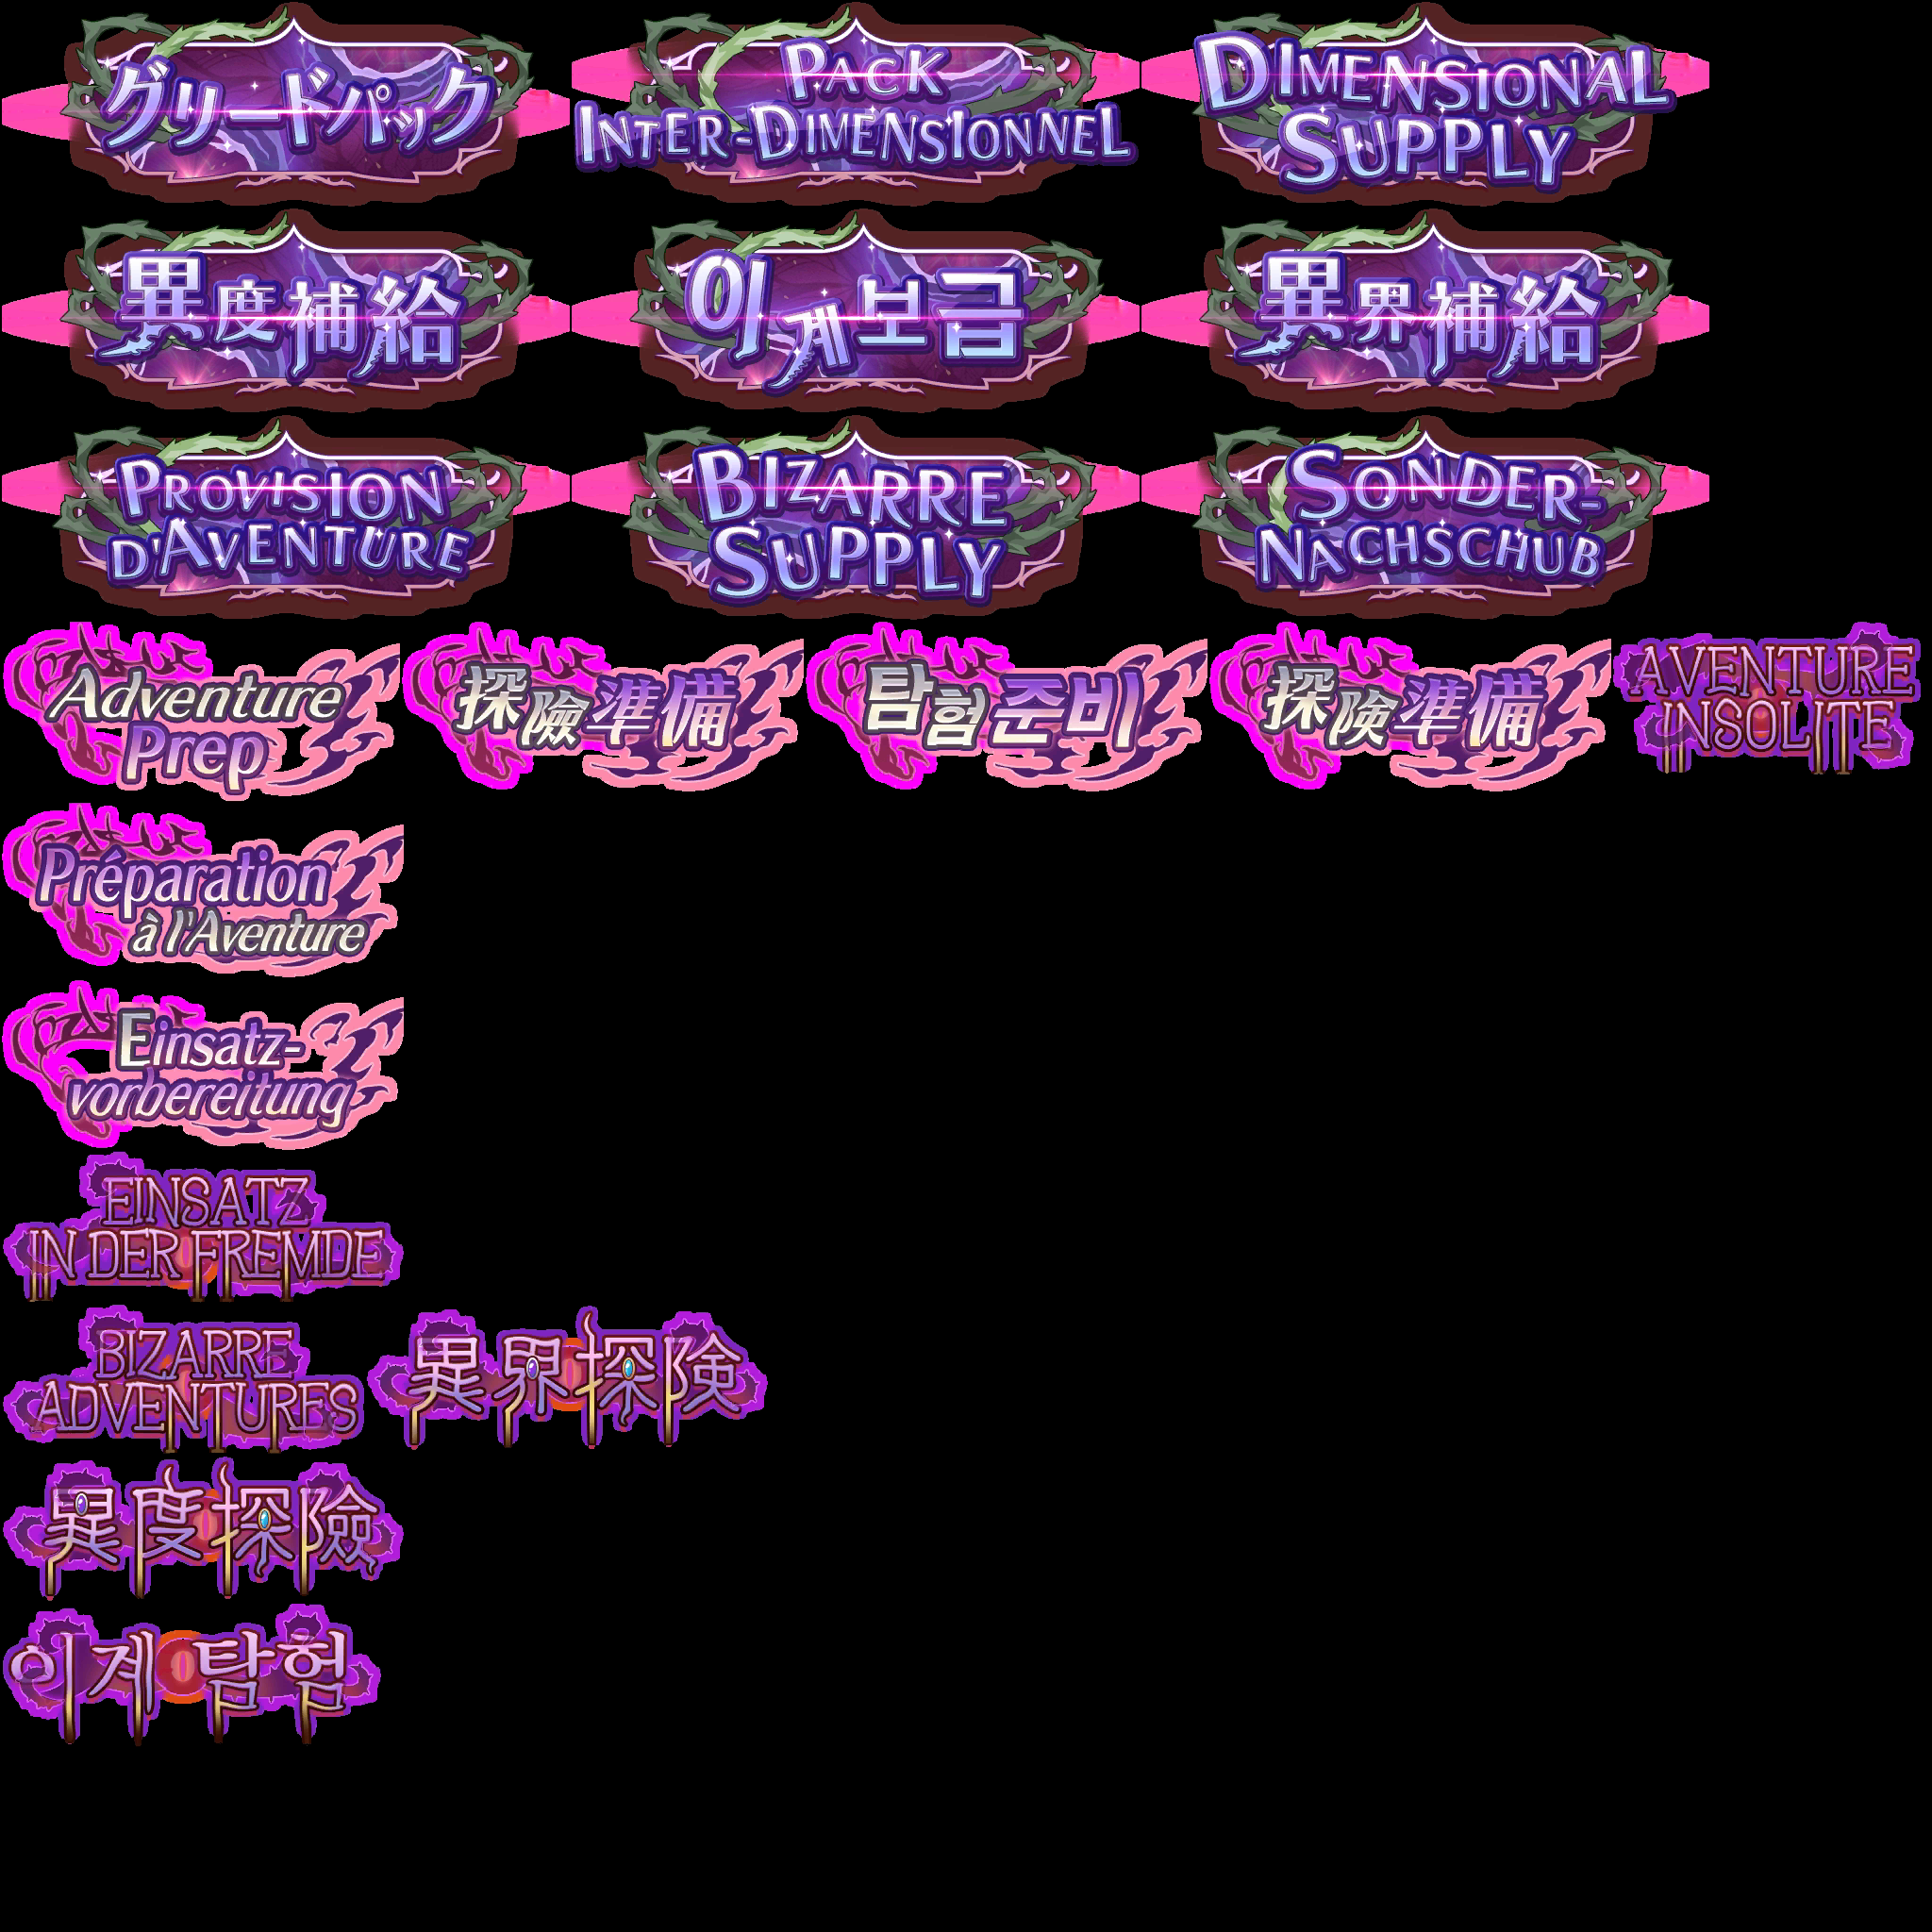 グリードパック
PACK
INTER-DIMENSIONNEL
DIMENSIONAL
SUPPLY
異度補給
이계보급
異界補給
PROVISION
D'AVENTURE
BIZARRE
SUPPLY
SONDER-
NACHSCHUB
Adventure
Prep
探險準備
탐험준비
探険準備
AVENTURE
INSOLITE
Préparation
à l'Aventure
Einsatz-
vorbereitung
EINSATZ
IN DER FREMDE
BIZARRE
ADVENTURES
異界探険
異度探險
이계탐험